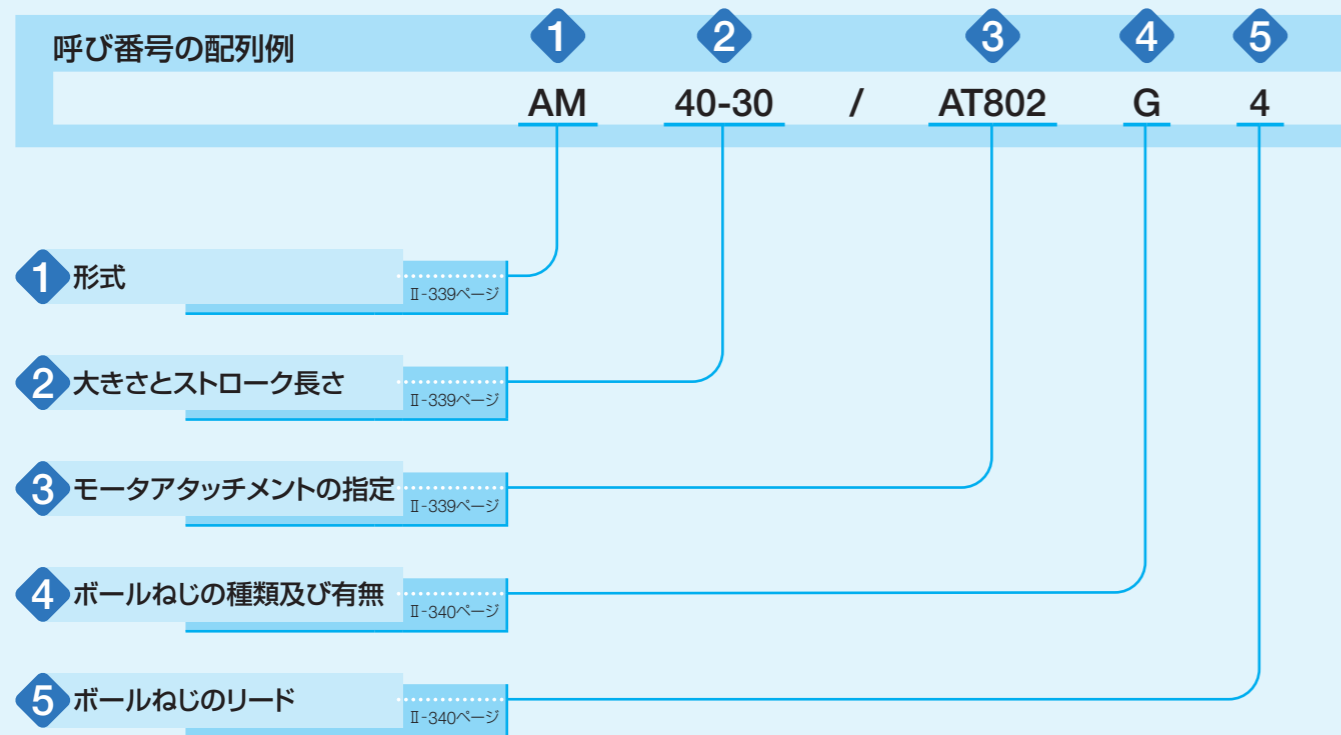 1 2 3 4 5
呼び番号の配列例
AM 40-30 / AT802 G 4
1 形式
Ⅱ-339ページ
2 大きさとストローク長さ
Ⅱ-339ページ
3 モータアタッチメントの指定
Ⅱ-339ページ
4 ボールねじの種類及び有無
Ⅱ-340ページ
5 ボールねじのリード
Ⅱ-340ページ